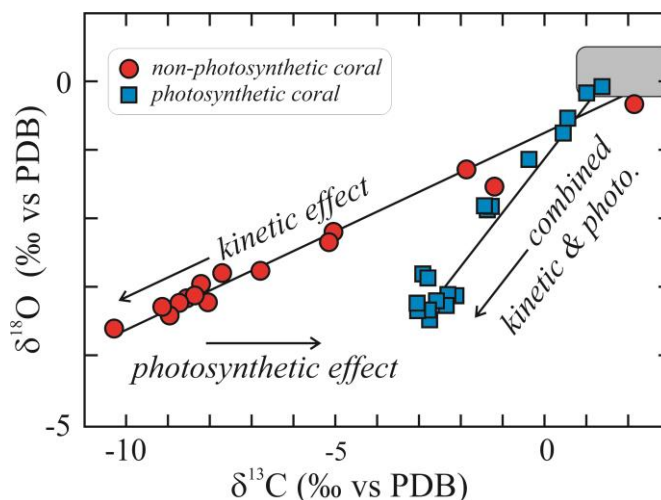 non-photosynthetic coral
photosynthetic coral
0
-5
δ¹⁸O (‰ vs PDB)
kinetic effect
photosynthetic effect
combined
kinetic & photo.
-10
-5
0
δ¹³C (‰ vs PDB)